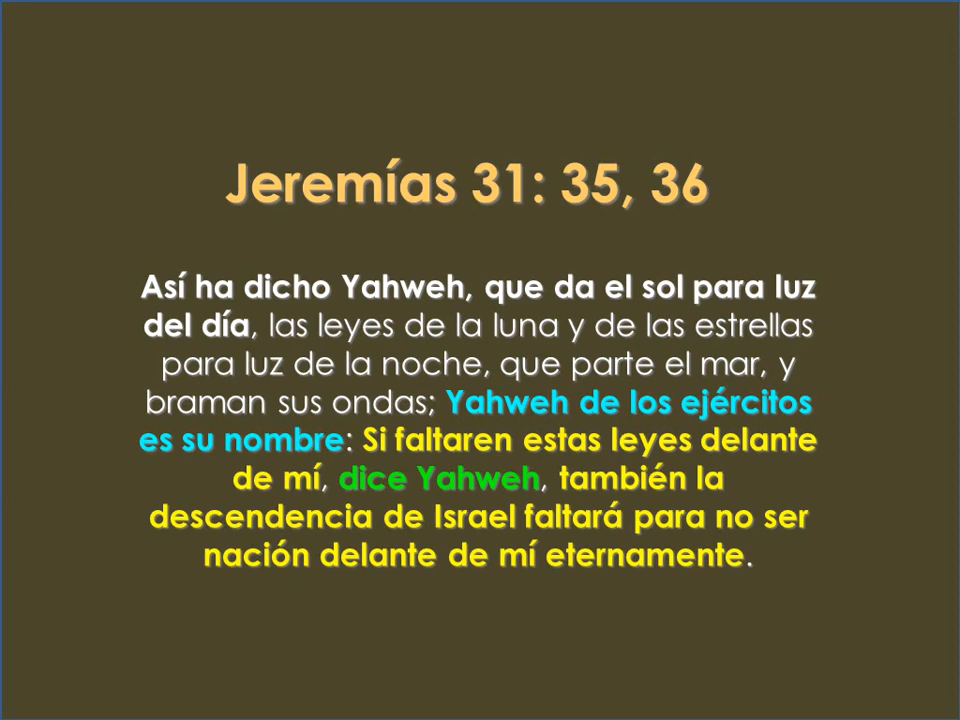 Jeremías 31: 35, 36
Así ha dicho Yahweh, que da el sol para luz
del día, las leyes de la luna y de las estrellas
para luz de la noche, que parte el mar, y
braman sus ondas; Yahweh de los ejércitos
es su nombre: Si faltaren estas leyes delante
de mí, dice Yahweh, también la
descendencia de Israel faltará para no ser
nación delante de mí eternamente.